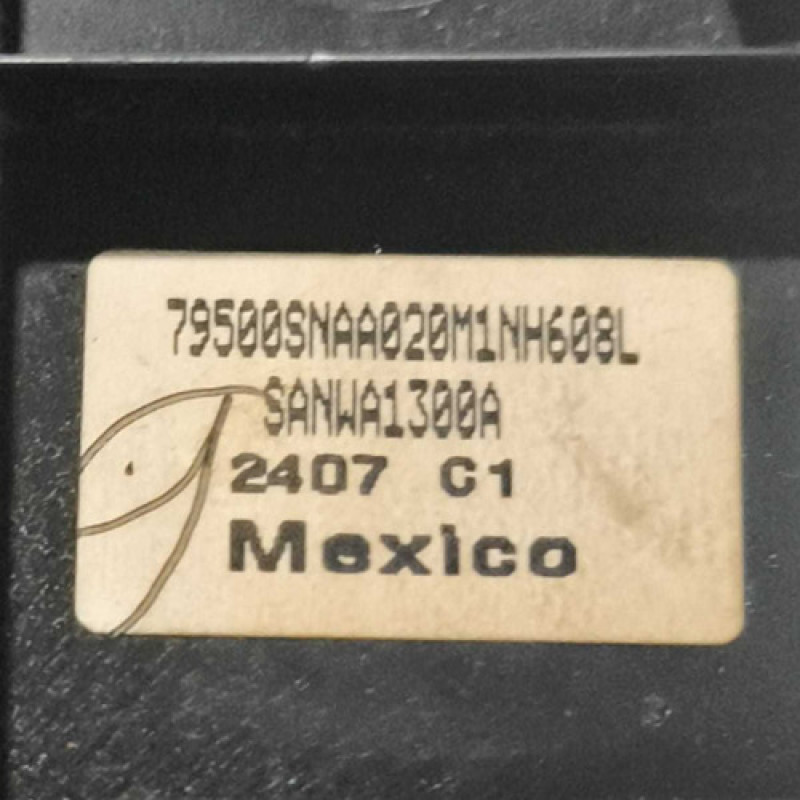 79500SNAA020M1NH608L
SANWA1300A
2407 C1
Mexico